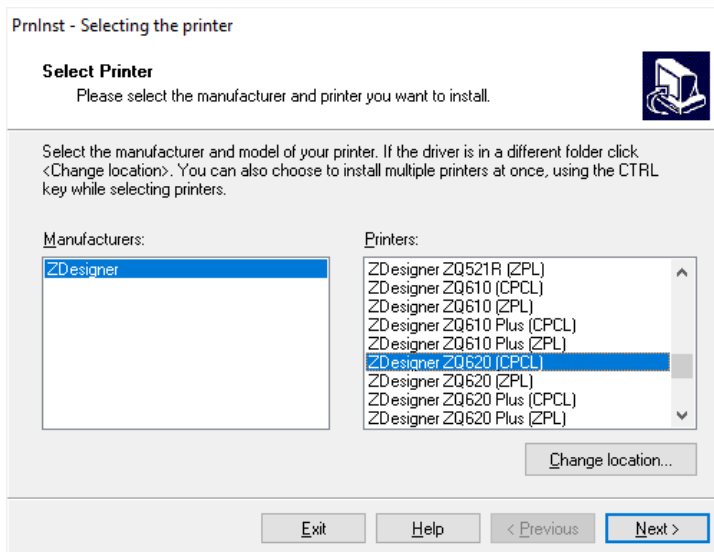 PrnInst - Selecting the printer
Select Printer
Please select the manufacturer and printer you want to install.
Select the manufacturer and model of your printer. If the driver is in a different folder click
<Change location>. You can also choose to install multiple printers at once, using the CTRL
key while selecting printers.
Manufacturers:
ZDesigner
Printers:
ZDesigner ZQ521R (ZPL)
ZDesigner ZQ610 (CPCL)
ZDesigner ZQ610 (ZPL)
ZDesigner ZQ610 Plus (CPCL)
ZDesigner ZQ610 Plus (ZPL)
ZDesigner ZQ620 (CPCL)
ZDesigner ZQ620 (ZPL)
ZDesigner ZQ620 Plus (CPCL)
ZDesigner ZQ620 Plus (ZPL)
Change location...
Exit
Help
< Previous
Next >